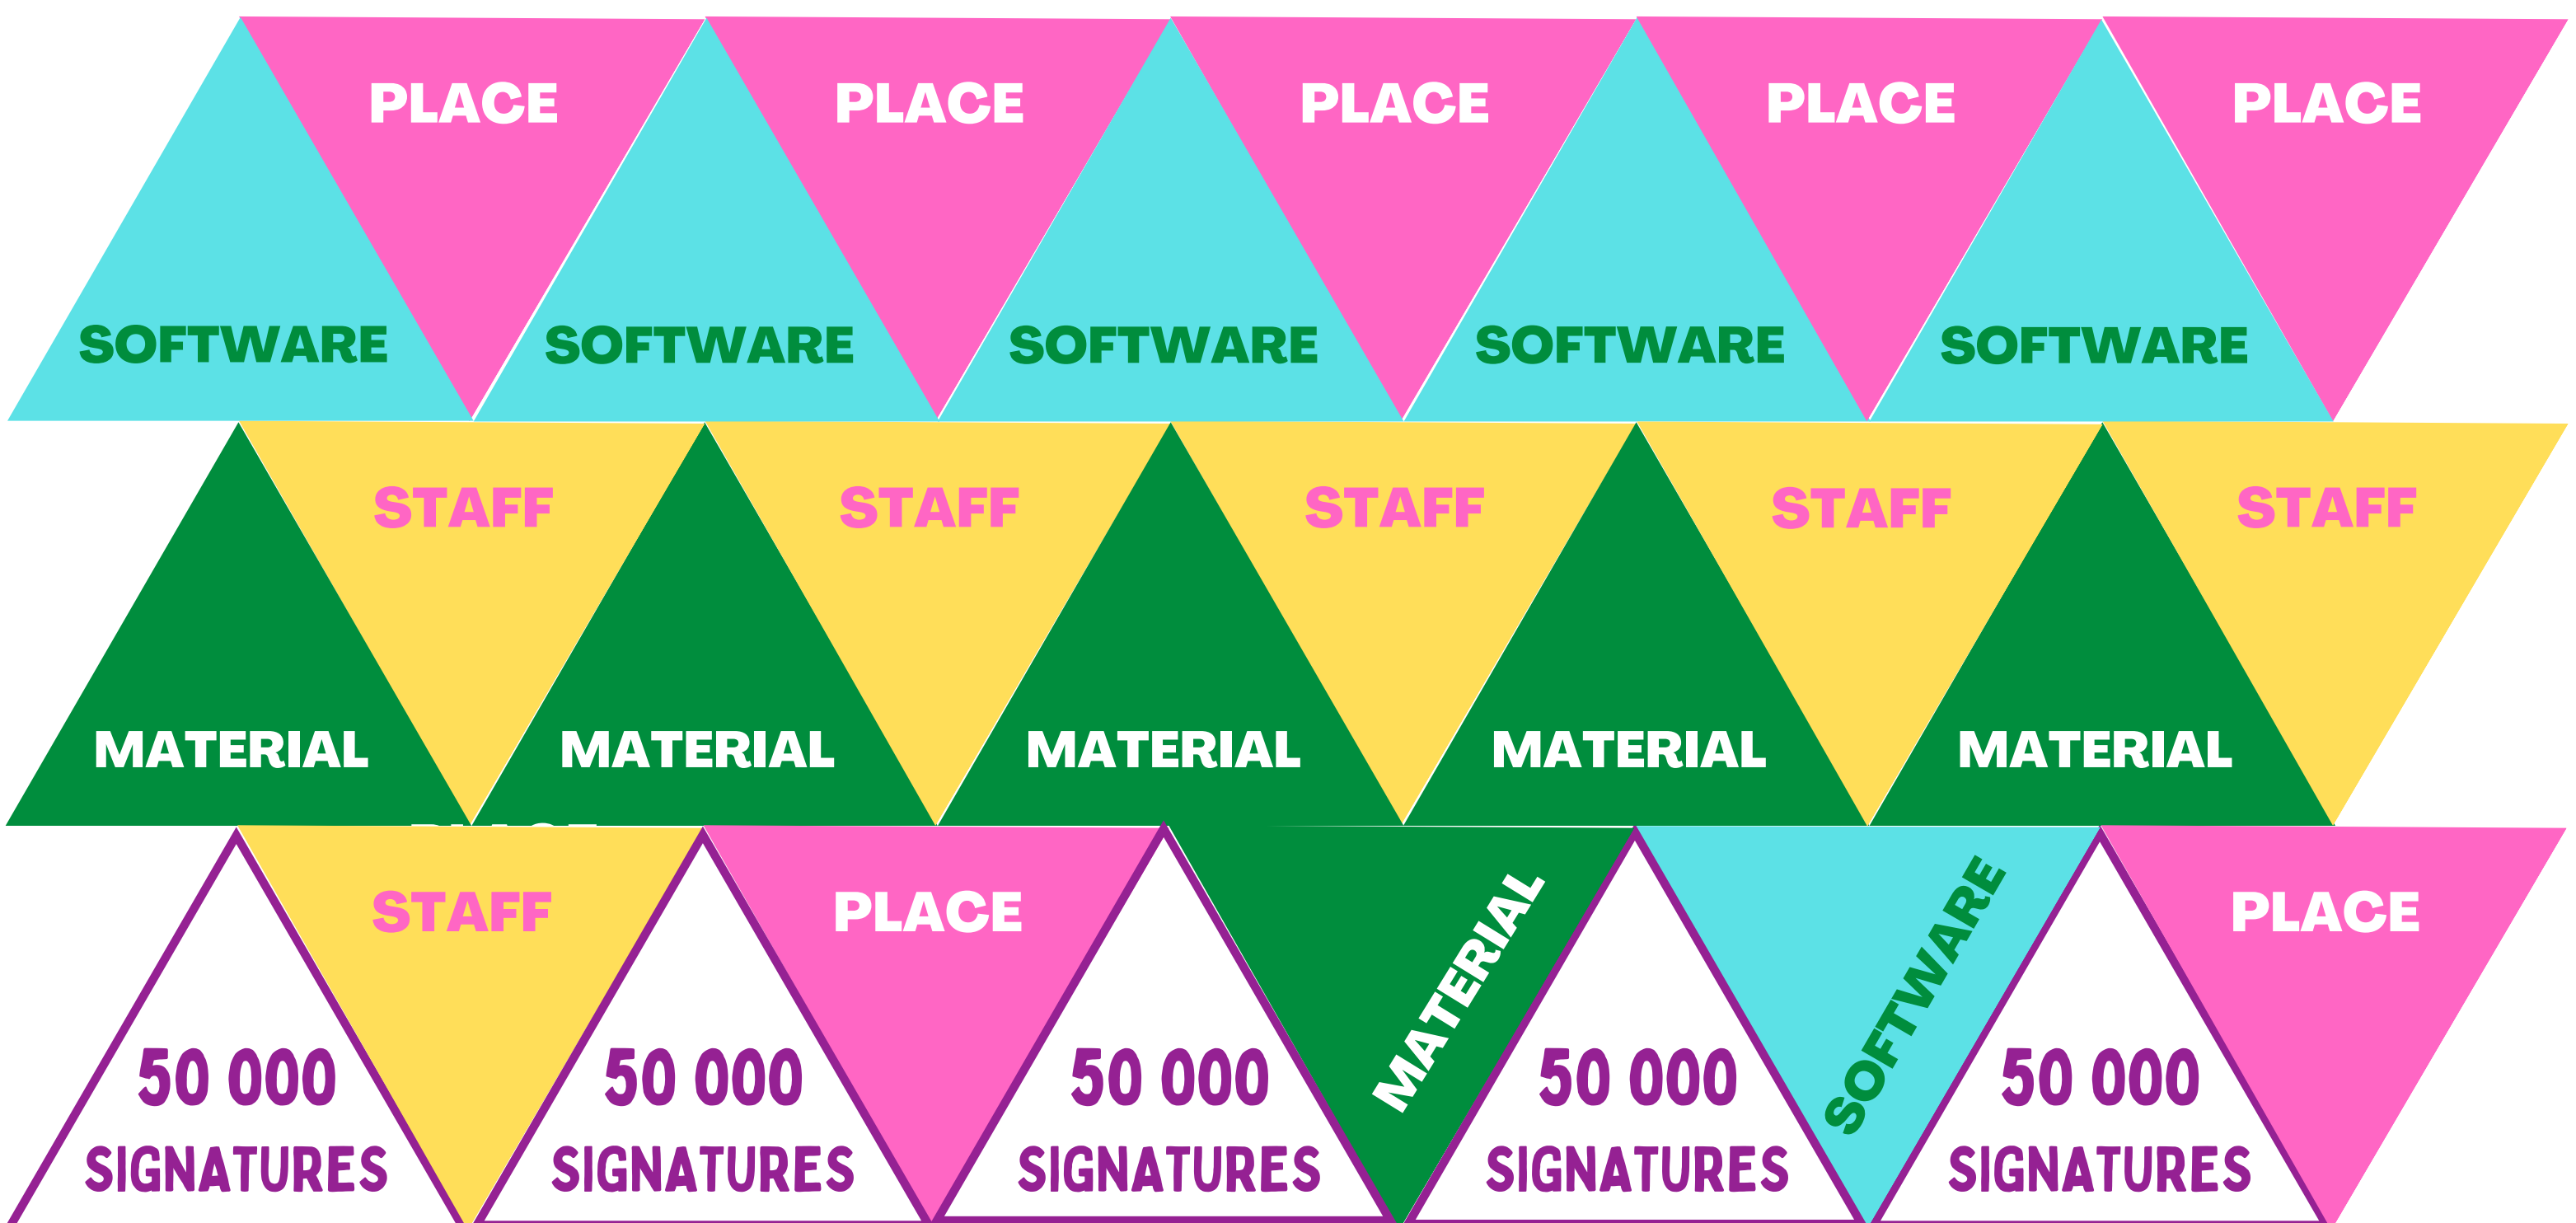 PLACE PLACE PLACE PLACE PLACE
SOFTWARE SOFTWARE SOFTWARE SOFTWARE SOFTWARE
STAFF STAFF STAFF STAFF STAFF
MATERIAL MATERIAL MATERIAL MATERIAL MATERIAL
STAFF PLACE MATERIAL SOFTWARE PLACE
50 000 50 000 50 000 50 000 50 000
SIGNATURES SIGNATURES SIGNATURES SIGNATURES SIGNATURES